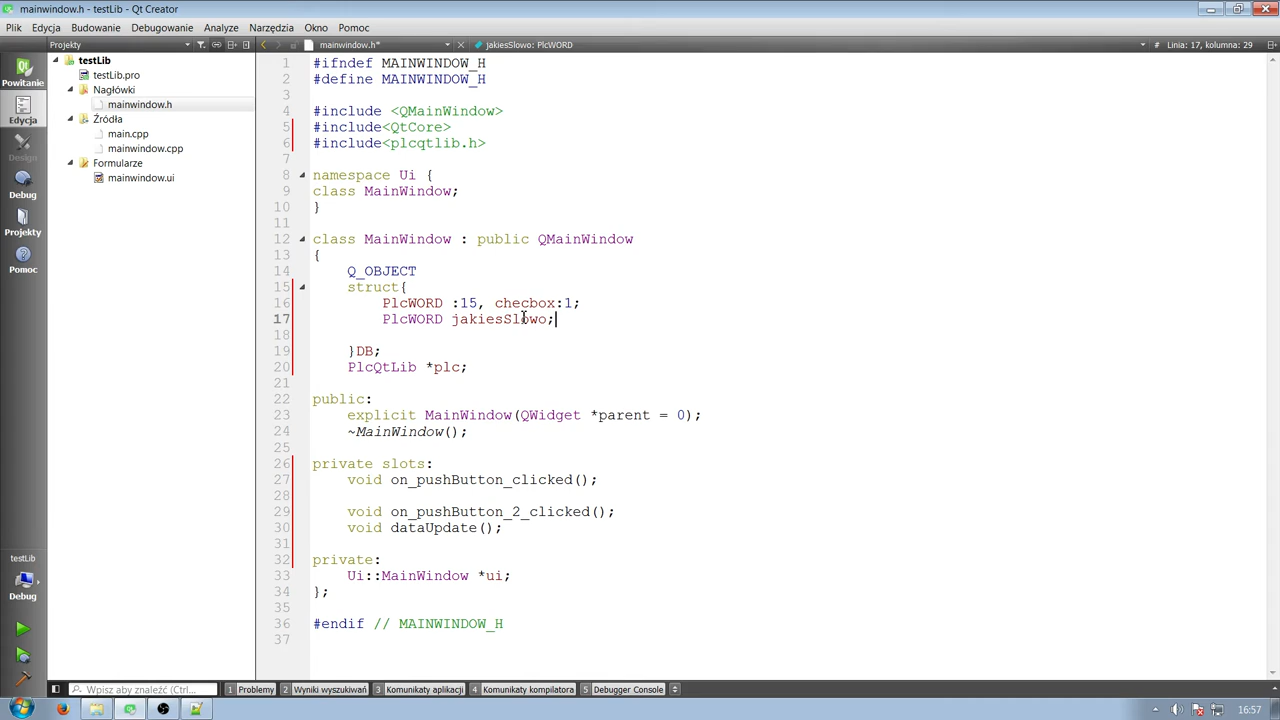 mainwindow.h - testLib - Qt Creator
Plik Edycja Budowanie Debugowanie Analyze Narzędzia Okno Pomoc
Projekty mainwindow.h* jakiesSlowo: PlcWORD # Linia: 17, kolumna: 29
Powitanie
Edycja
Design
Debug
Projekty
Pomoc
testLib
Debug
testLib
testLib.pro
Nagłówki
mainwindow.h
Źródła
main.cpp
mainwindow.cpp
Formularze
mainwindow.ui
1 #ifndef MAINWINDOW_H
2 #define MAINWINDOW_H
3
4 #include <QMainWindow>
5 #include<QtCore>
6 #include<plcqtlib.h>
7
8 namespace Ui {
9 class MainWindow;
10 }
11
12 class MainWindow : public QMainWindow
13 {
14 Q_OBJECT
15 struct{
16 PlcWORD :15, checbox:1;
17 PlcWORD jakiesSlowo;
18
19 }DB;
20 PlcQtLib *plc;
21
22 public:
23 explicit MainWindow(QWidget *parent = 0);
24 ~MainWindow();
25
26 private slots:
27 void on_pushButton_clicked();
28
29 void on_pushButton_2_clicked();
30 void dataUpdate();
31
32 private:
33 Ui::MainWindow *ui;
34 };
35
36 #endif // MAINWINDOW_H
37
Wpisz aby znaleźć (Ctrl... 1 Problemy 2 Wyniki wyszukiwań 3 Komunikaty aplikacji 4 Komunikaty kompilatora 5 Debugger Console
16:57